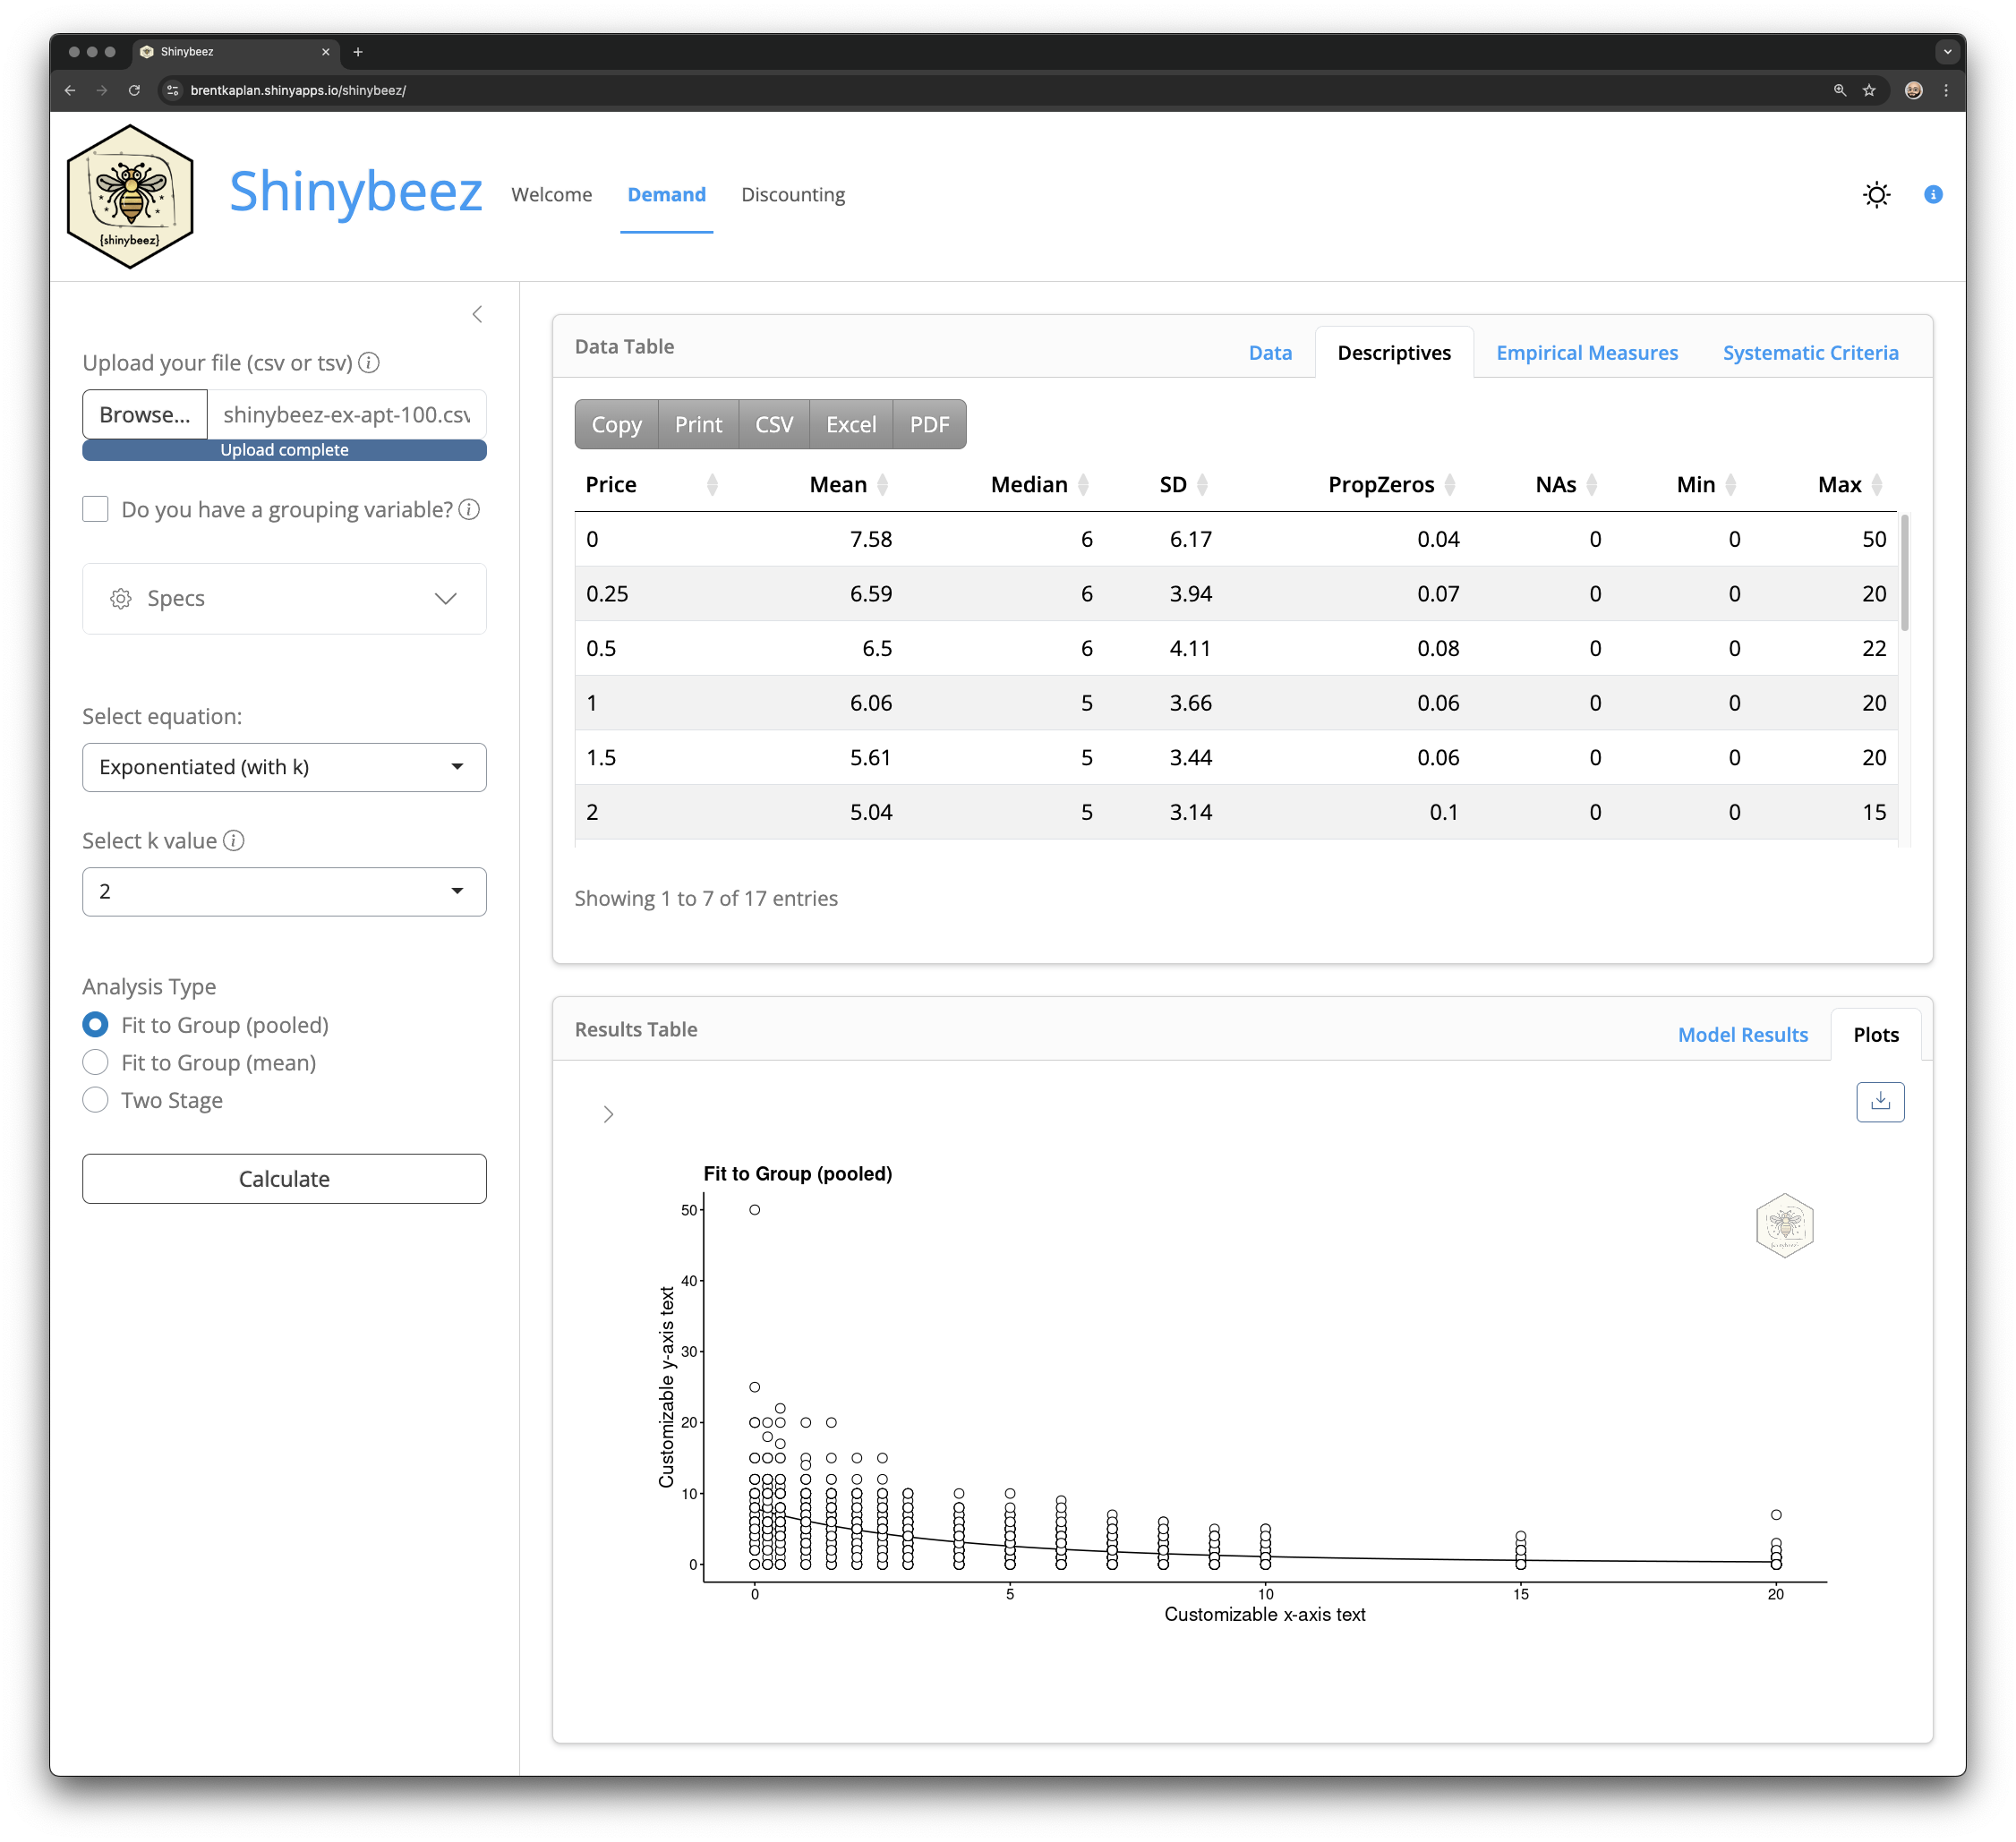 Shinybeez
brentkaplan.shinyapps.io/shinybeez/
{shinybeez}
Shinybeez
Welcome
Demand
Discounting
Upload your file (csv or tsv)
Browse... shinybeez-ex-apt-100.csv
Upload complete
Do you have a grouping variable?
Specs
Select equation:
Exponentiated (with k)
Select k value
2
Analysis Type
Fit to Group (pooled)
Fit to Group (mean)
Two Stage
Calculate
Data Table
Data Descriptives Empirical Measures Systematic Criteria
Copy Print CSV Excel PDF
Price Mean Median SD PropZeros NAs Min Max
0 7.58 6 6.17 0.04 0 0 50
0.25 6.59 6 3.94 0.07 0 0 20
0.5 6.5 6 4.11 0.08 0 0 22
1 6.06 5 3.66 0.06 0 0 20
1.5 5.61 5 3.44 0.06 0 0 20
2 5.04 5 3.14 0.1 0 0 15
Showing 1 to 7 of 17 entries
Results Table
Model Results Plots
Fit to Group (pooled)
50
40
30
20
10
0
Customizable y-axis text
0 5 10 15 20
Customizable x-axis text